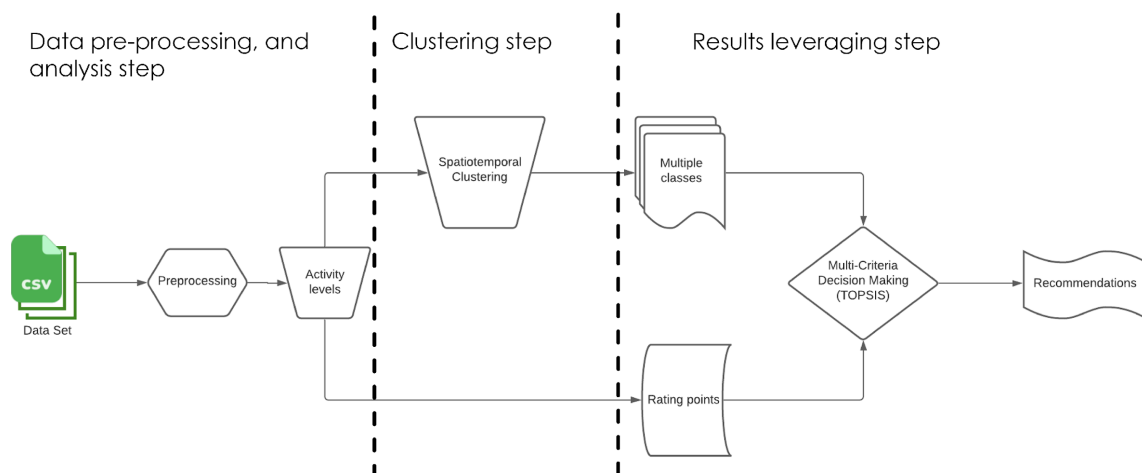 Data pre-processing, and
analysis step
Clustering step
Results leveraging step
Spatiotemporal
Clustering
Multiple
classes
csv
Data Set
Preprocessing
Activity
levels
Multi-Criteria
Decision Making
(TOPSIS)
Recommendations
Rating points